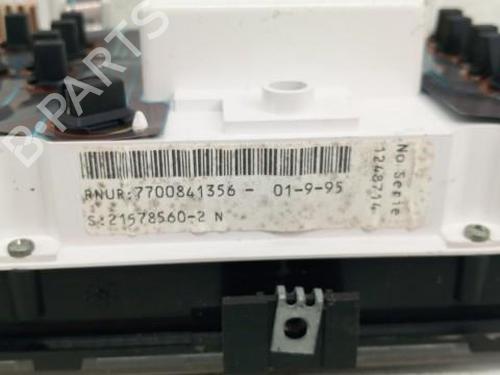 B-PARTS
RNUR:7700841356 - 01-9-95
S:21578560-2 N
No Serie
1248714